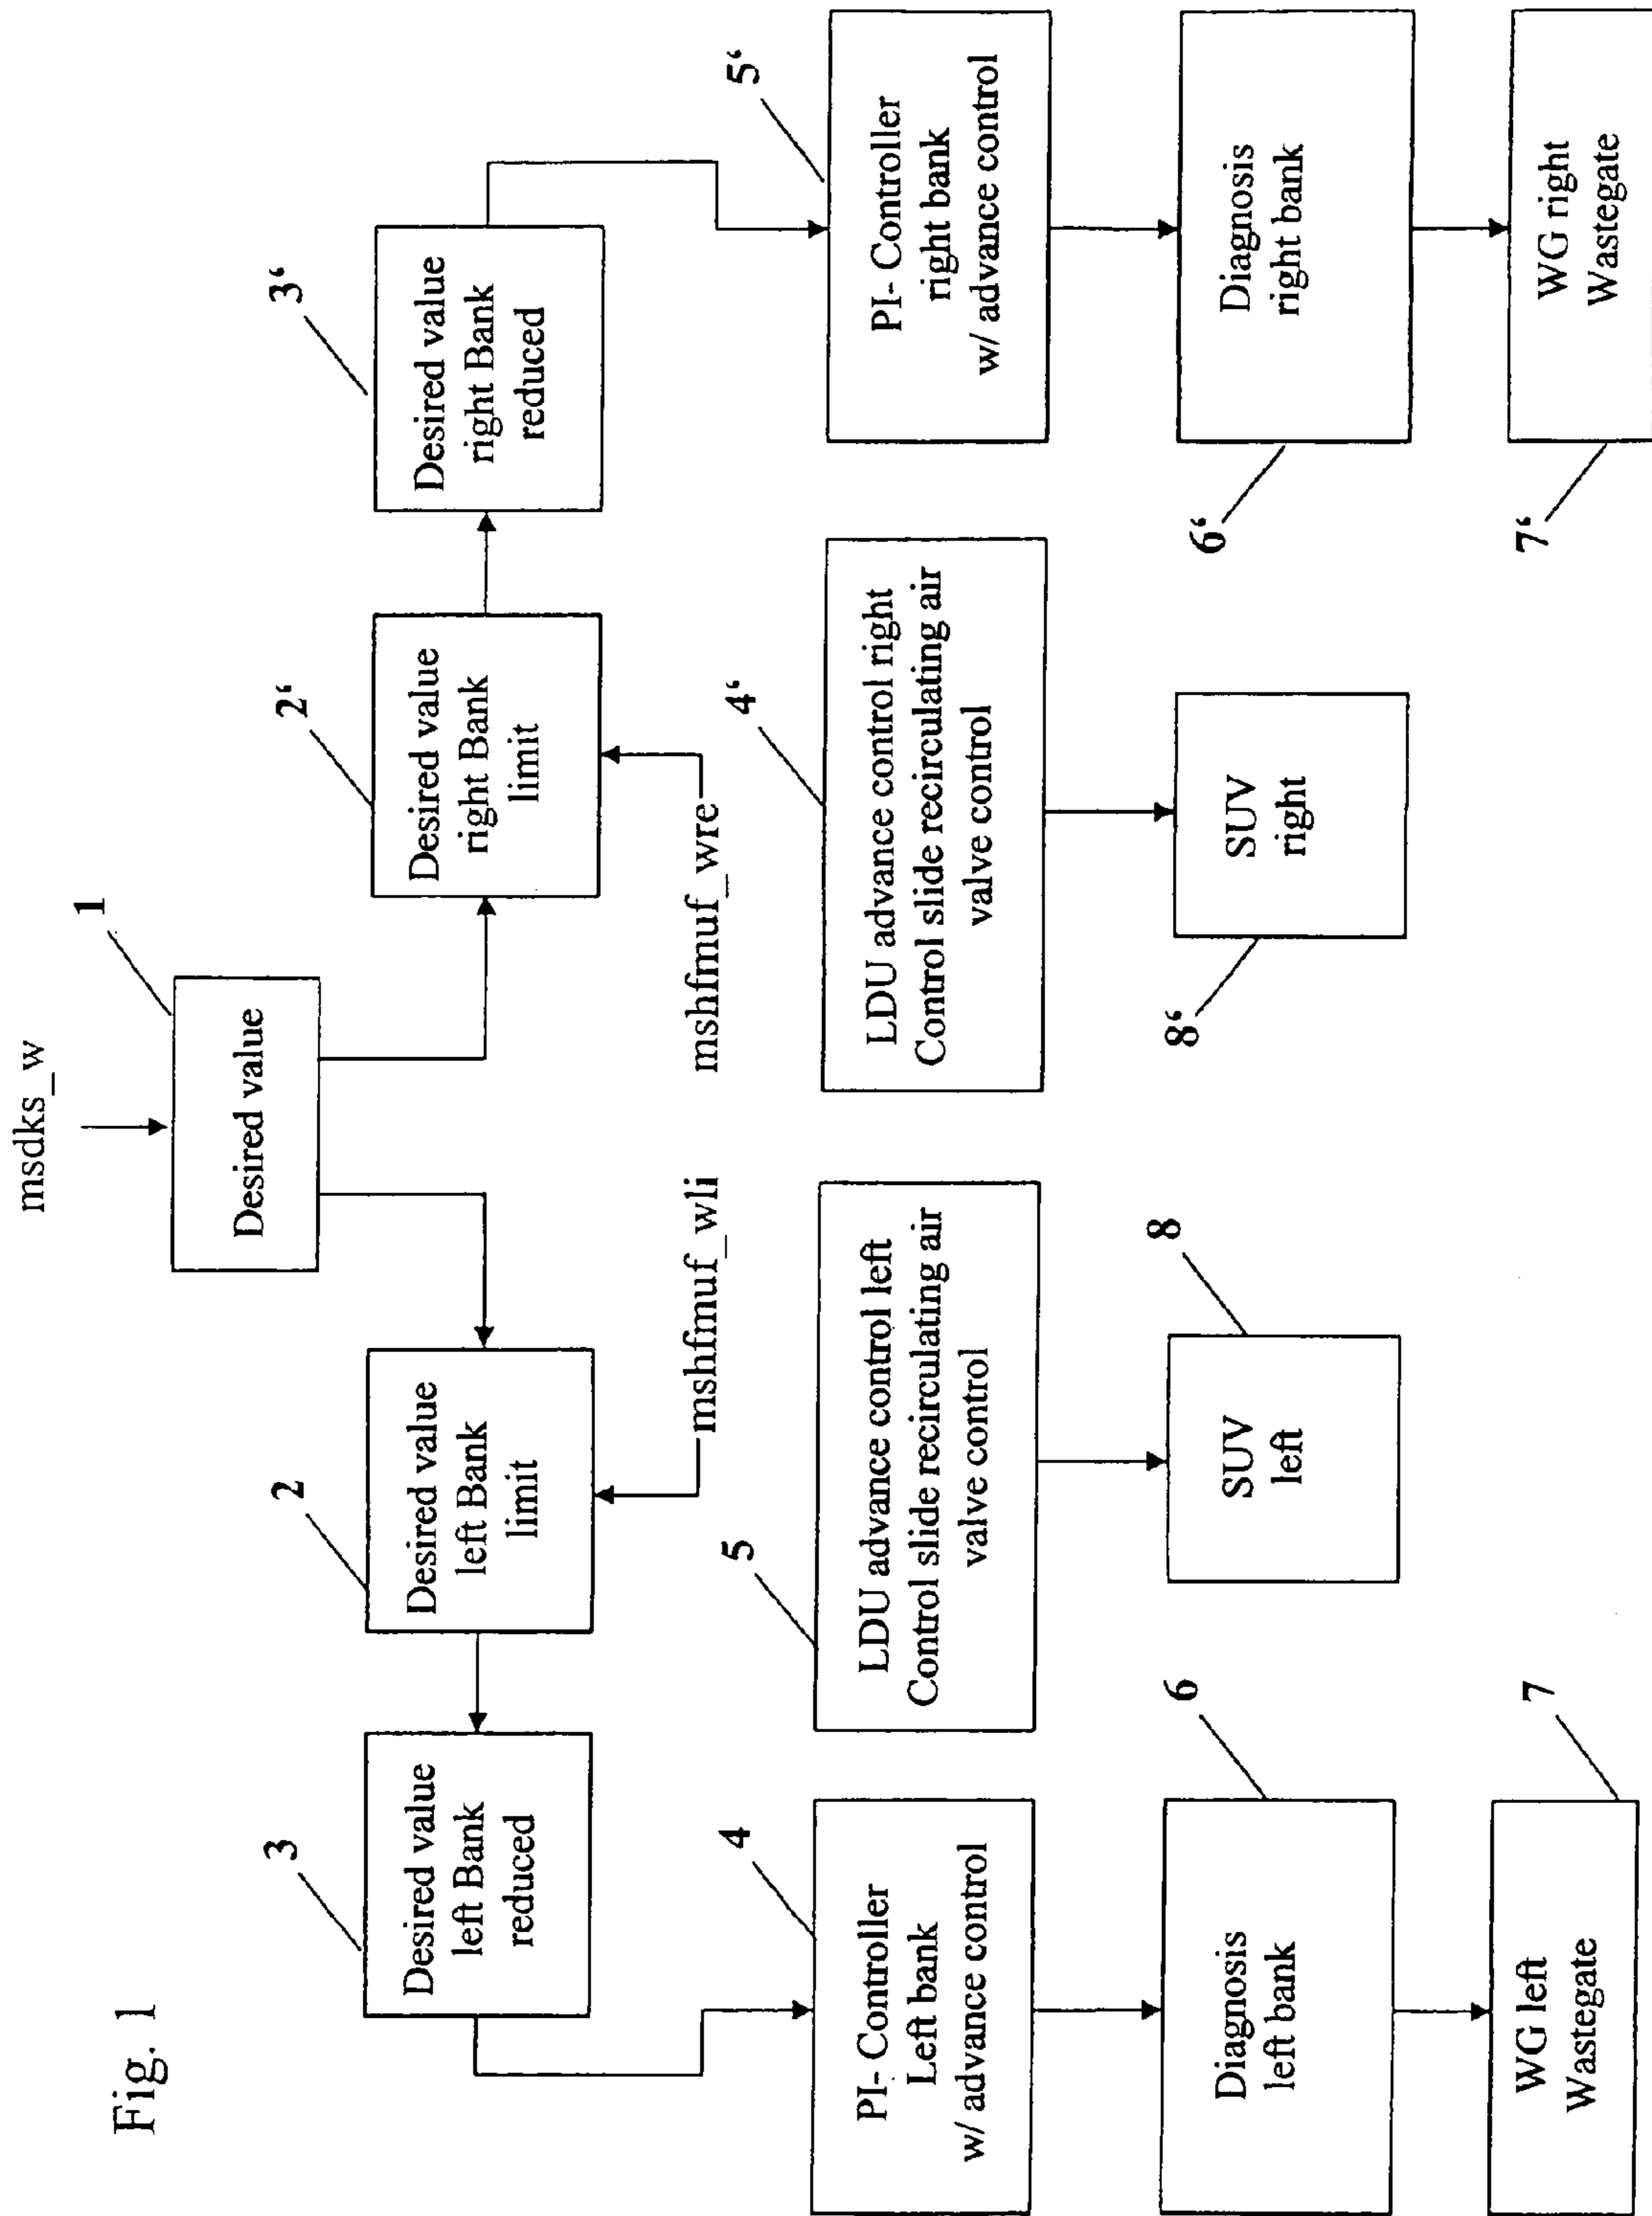 Fig. 1
msdks_w
1
Desired value
2
Desired value
left Bank
limit
2‘
Desired value
right Bank
limit
3
Desired value
left Bank
reduced
3‘
Desired value
right Bank
reduced
mshfmuf_wli
mshfmuf_wre
4
PI- Controller
Left bank
w/ advance control
5
LDU advance control left
Control slide recirculating air
valve control
4‘
LDU advance control right
Control slide recirculating air
valve control
5‘
PI- Controller
right bank
w/ advance control
6
Diagnosis
left bank
8
SUV
left
8‘
SUV
right
6‘
Diagnosis
right bank
7
WG left
Wastegate
7‘
WG right
Wastegate